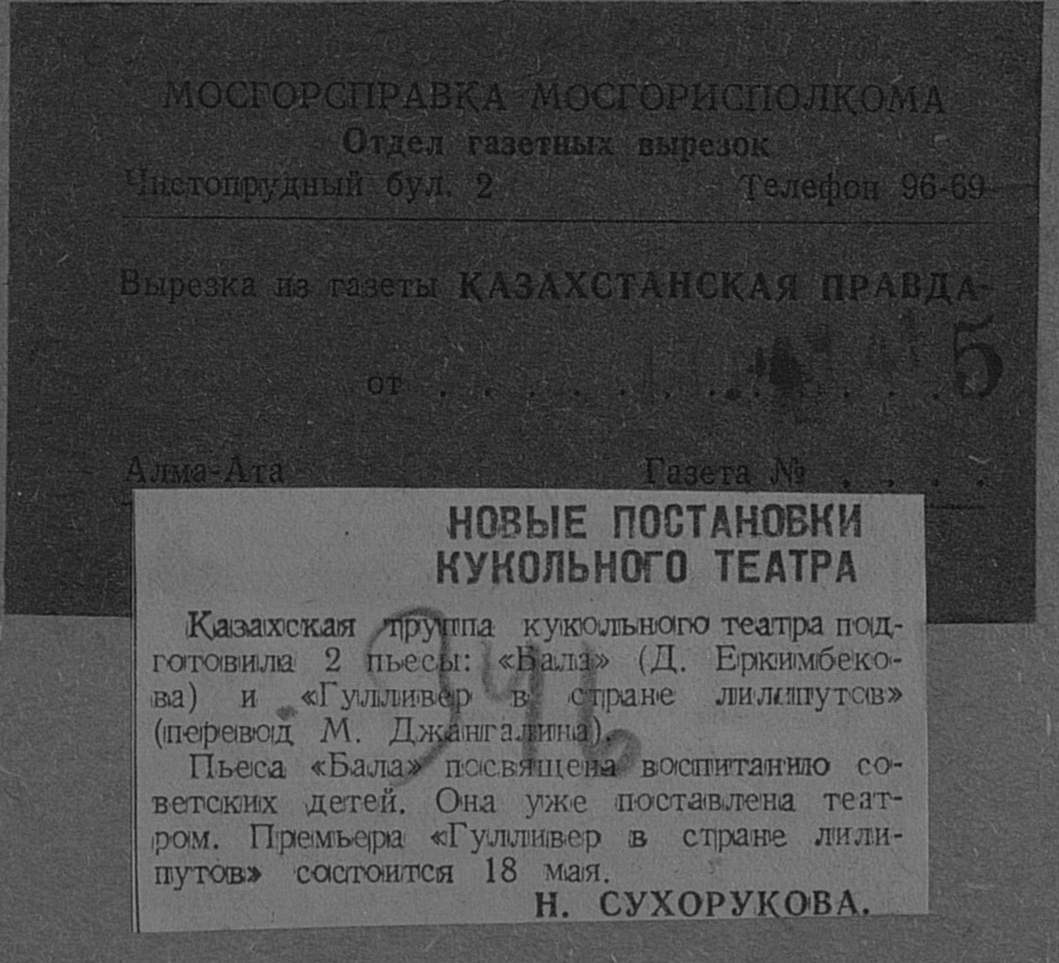 МОСГОРСПРАВКА МОСГОРИСПОЛКОМА
Отдел газетных вырезок
Чистопрудный бул. 2 Телефон 96-69
Вырезка из газеты КАЗАХСТАНСКАЯ ПРАВДА
от . . . . . . . . . . . . 5
Алма-Ата Газета № . . . .
НОВЫЕ ПОСТАНОВКИ
КУКОЛЬНОГО ТЕАТРА
Казахская труппа кукольного театра под-
готовила 2 пьесы: «Бала» (Д. Еркимбеко-
ва) и «Гулливер в стране лилипутов»
(перевод М. Джангалина).
Пьеса «Бала» посвящена воспитанию со-
ветских детей. Она уже поставлена теат-
ром. Премьера «Гулливер в стране лили-
путов» состоится 18 мая.
Н. СУХОРУКОВА.